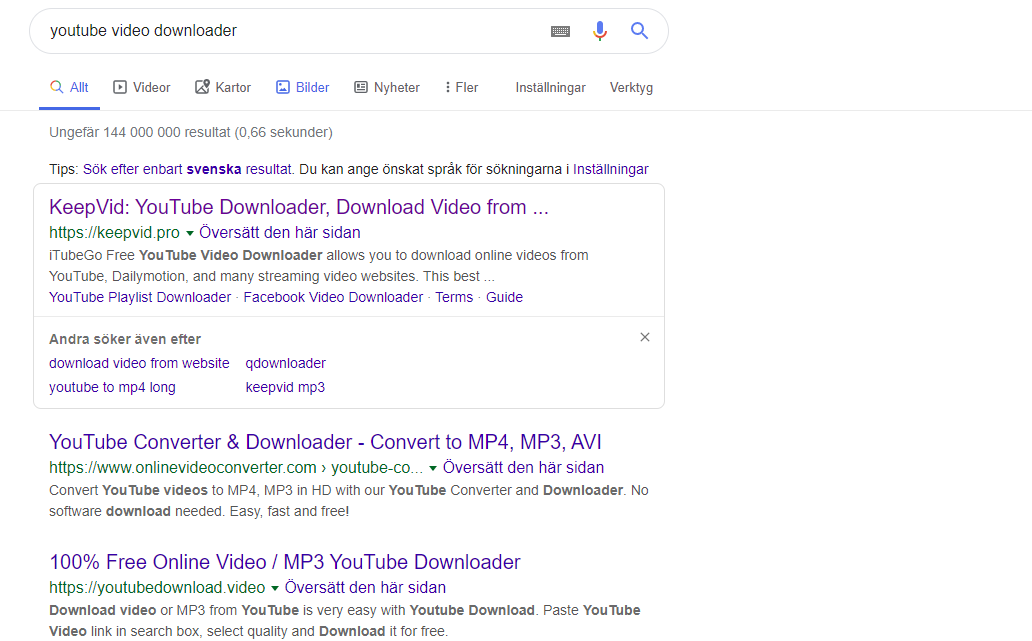 youtube video downloader
Allt Videor Kartor Bilder Nyheter Fler Inställningar Verktyg
Ungefär 144 000 000 resultat (0,66 sekunder)
Tips: Sök efter enbart svenska resultat. Du kan ange önskat språk för sökningarna i Inställningar
KeepVid: YouTube Downloader, Download Video from ...
https://keepvid.pro Översätt den här sidan
iTubeGo Free YouTube Video Downloader allows you to download online videos from
YouTube, Dailymotion, and many streaming video websites. This best ...
YouTube Playlist Downloader · Facebook Video Downloader · Terms · Guide
Andra söker även efter
download video from website qdownloader
youtube to mp4 long keepvid mp3
YouTube Converter & Downloader - Convert to MP4, MP3, AVI
https://www.onlinevideoconverter.com › youtube-co... Översätt den här sidan
Convert YouTube videos to MP4, MP3 in HD with our YouTube Converter and Downloader. No
software download needed. Easy, fast and free!
100% Free Online Video / MP3 YouTube Downloader
https://youtubedownload.video Översätt den här sidan
Download video or MP3 from YouTube is very easy with Youtube Download. Paste YouTube
Video link in search box, select quality and Download it for free.